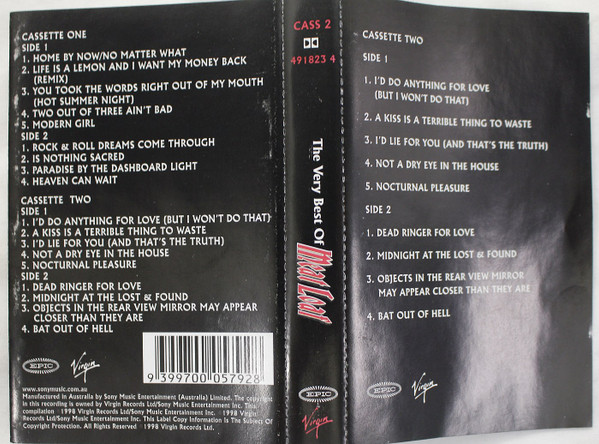 CASSETTE ONE
SIDE 1
1. HOME BY NOW/NO MATTER WHAT
2. LIFE IS A LEMON AND I WANT MY MONEY BACK
(REMIX)
3. YOU TOOK THE WORDS RIGHT OUT OF MY MOUTH
(HOT SUMMER NIGHT)
4. TWO OUT OF THREE AIN'T BAD
5. MODERN GIRL
SIDE 2
1. ROCK & ROLL DREAMS COME THROUGH
2. IS NOTHING SACRED
3. PARADISE BY THE DASHBOARD LIGHT
4. HEAVEN CAN WAIT
CASSETTE TWO
SIDE 1
1. I'D DO ANYTHING FOR LOVE (BUT I WON'T DO THAT)
2. A KISS IS A TERRIBLE THING TO WASTE
3. I'D LIE FOR YOU (AND THAT'S THE TRUTH)
4. NOT A DRY EYE IN THE HOUSE
5. NOCTURNAL PLEASURE
SIDE 2
1. DEAD RINGER FOR LOVE
2. MIDNIGHT AT THE LOST & FOUND
3. OBJECTS IN THE REAR VIEW MIRROR MAY APPEAR
CLOSER THAN THEY ARE
4. BAT OUT OF HELL
9 399700 057928
EPIC Virgin
www.sonymusic.com.au
Manufactured in Australia by Sony Music Entertainment (Australia) Limited. The copyright
in this recording is owned by Virgin Records Ltd/Sony Music Entertainment Inc. This
compilation 1998 Virgin Records Ltd/Sony Music Entertainment Inc. 1998 Virgin
Records Ltd/Sony Music Entertainment Inc. This Label Copy Information Is The Subject Of
Copyright Protection. All Rights Reserved 1998 Virgin Records Ltd.
CASS 2
491823 4
The Very Best Of Meat Loaf
EPIC
Virgin
CASSETTE TWO
SIDE 1
1. I'D DO ANYTHING FOR LOVE
(BUT I WON'T DO THAT)
2. A KISS IS A TERRIBLE THING TO WASTE
3. I'D LIE FOR YOU (AND THAT'S THE TRUTH)
4. NOT A DRY EYE IN THE HOUSE
5. NOCTURNAL PLEASURE
SIDE 2
1. DEAD RINGER FOR LOVE
2. MIDNIGHT AT THE LOST & FOUND
3. OBJECTS IN THE REAR VIEW MIRROR
MAY APPEAR CLOSER THAN THEY ARE
4. BAT OUT OF HELL
EPIC Virgin